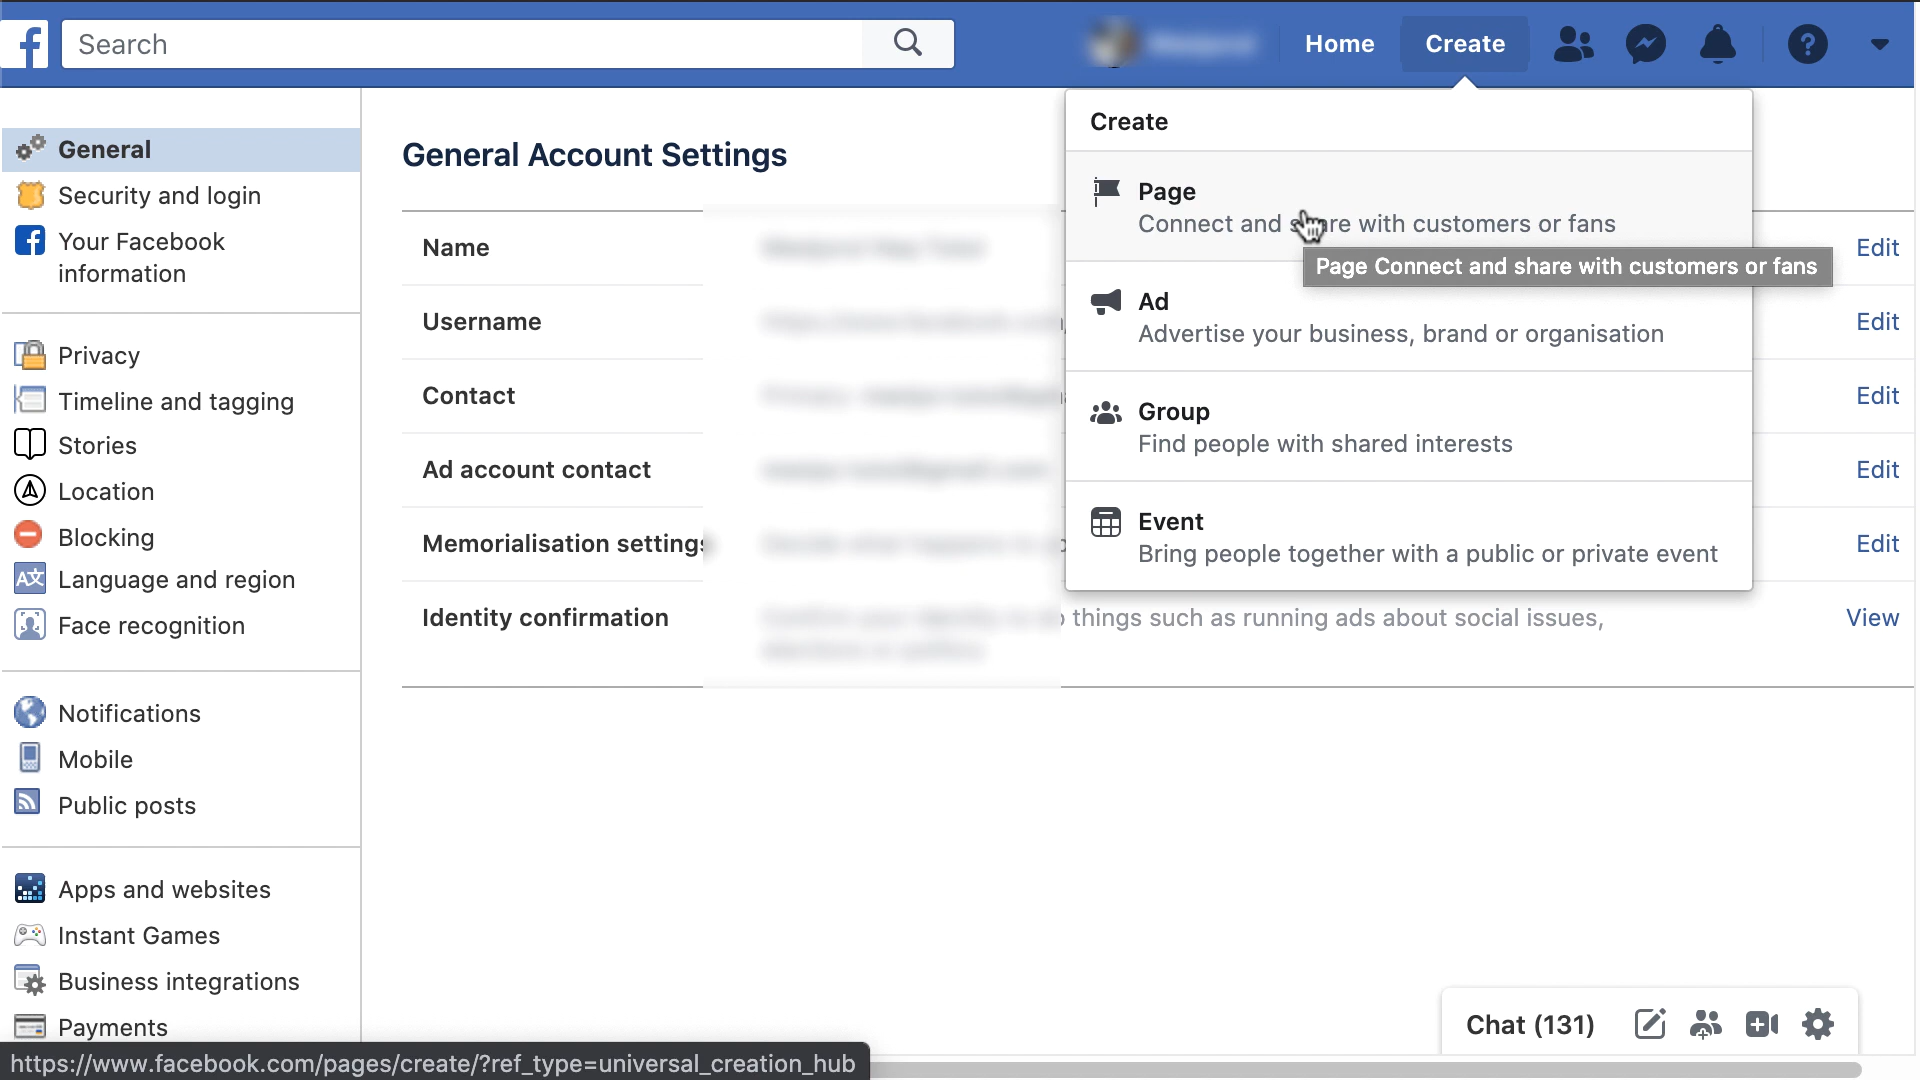 Search
Home
Create
General
Security and login
Your Facebook
information
Privacy
Timeline and tagging
Stories
Location
Blocking
Language and region
Face recognition
Notifications
Mobile
Public posts
Apps and websites
Instant Games
Business integrations
Payments
General Account Settings
Name
Edit
Username
Edit
Contact
Edit
Ad account contact
Edit
Memorialisation settings
Edit
Identity confirmation
things such as running ads about social issues,
View
Create
Page
Connect and share with customers or fans
Page Connect and share with customers or fans
Ad
Advertise your business, brand or organisation
Group
Find people with shared interests
Event
Bring people together with a public or private event
Chat (131)
https://www.facebook.com/pages/create/?ref_type=universal_creation_hub